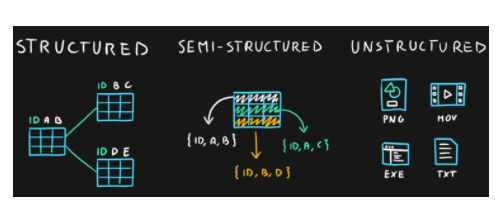 STRUCTURED
ID A B
ID B C
ID D E
SEMI-STRUCTURED
{ID, A, B}
{ID, B, D}
{ID, A, C}
UNSTRUCTURED
PNG
MOV
EXE
TXT